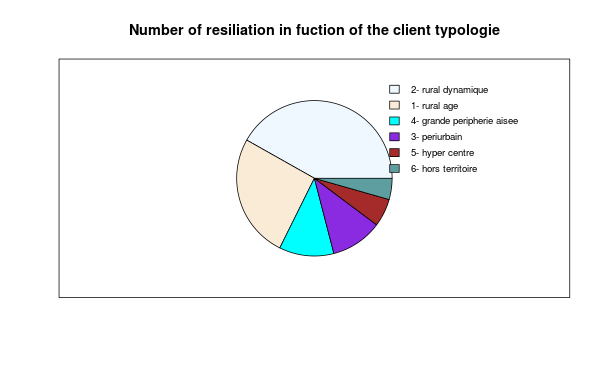 Number of resiliation in fuction of the client typologie
2- rural dynamique
1- rural age
4- grande peripherie aisee
3- periurbain
5- hyper centre
6- hors territoire